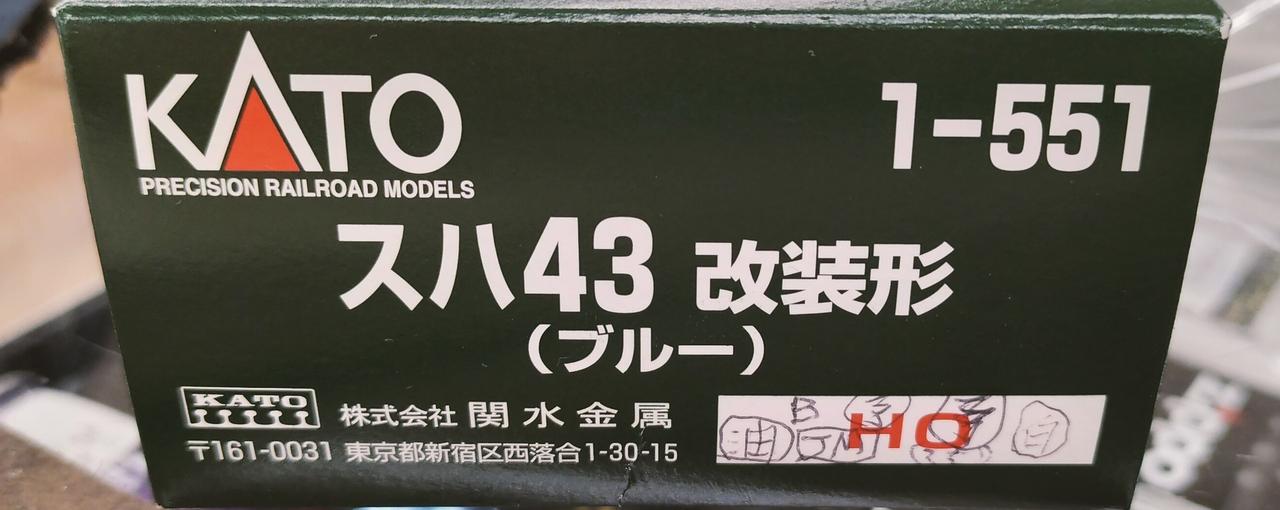 KATO
PRECISION RAILROAD MODELS
1-551
スハ43 改装形
(ブルー)
KATO
株式会社 関水金属
〒161-0031 東京都新宿区西落合1-30-15
HO
B